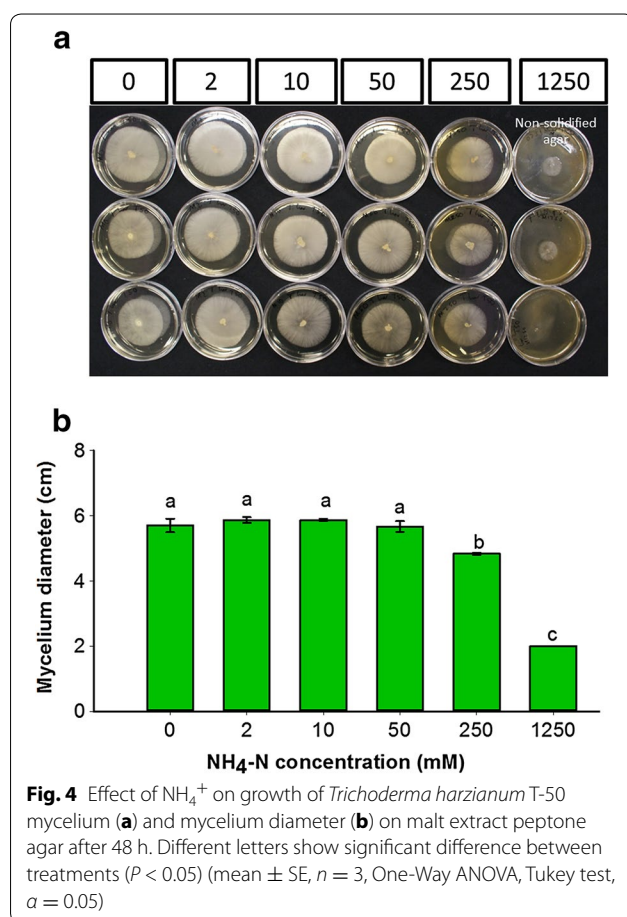 a
0 2 10 50 250 1250
Non-solidified
agar
b
8
6
4
2
0
Mycelium diameter (cm)
a a a a b c
0 2 10 50 250 1250
NH4-N concentration (mM)
Fig. 4 Effect of NH₄⁺ on growth of Trichoderma harzianum T-50
mycelium (a) and mycelium diameter (b) on malt extract peptone
agar after 48 h. Different letters show significant difference between
treatments (P < 0.05) (mean ± SE, n = 3, One-Way ANOVA, Tukey test,
α = 0.05)